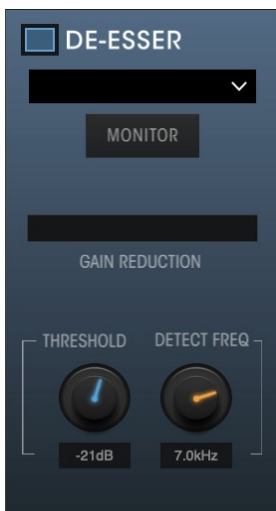 DE-ESSER
MONITOR
GAIN REDUCTION
THRESHOLD DETECT FREQ
-21dB 7.0kHz